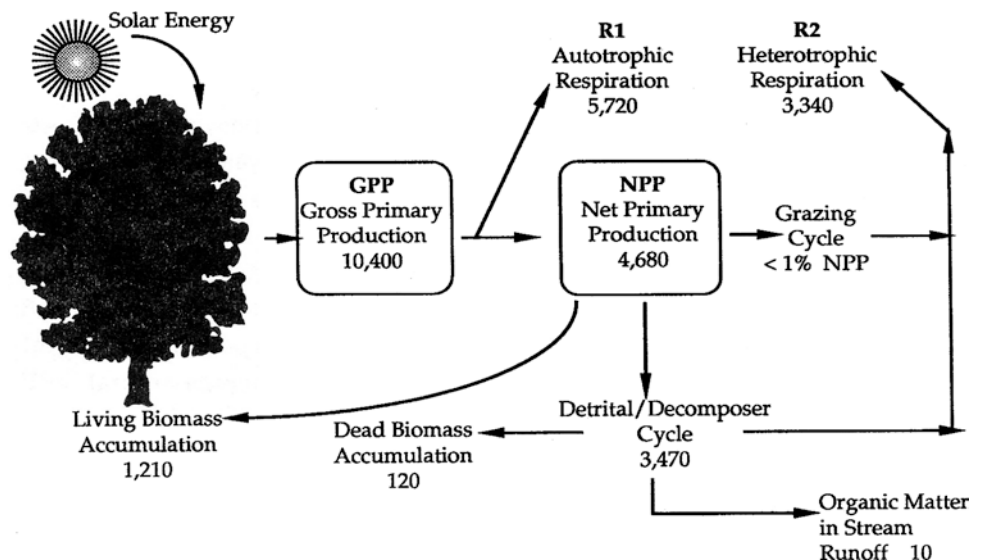 Solar Energy
R1
Autotrophic
Respiration
5,720
R2
Heterotrophic
Respiration
3,340
GPP
Gross Primary
Production
10,400
NPP
Net Primary
Production
4,680
Grazing
Cycle
< 1% NPP
Living Biomass
Accumulation
1,210
Dead Biomass
Accumulation
120
Detrital/Decomposer
Cycle
3,470
Organic Matter
in Stream
Runoff 10